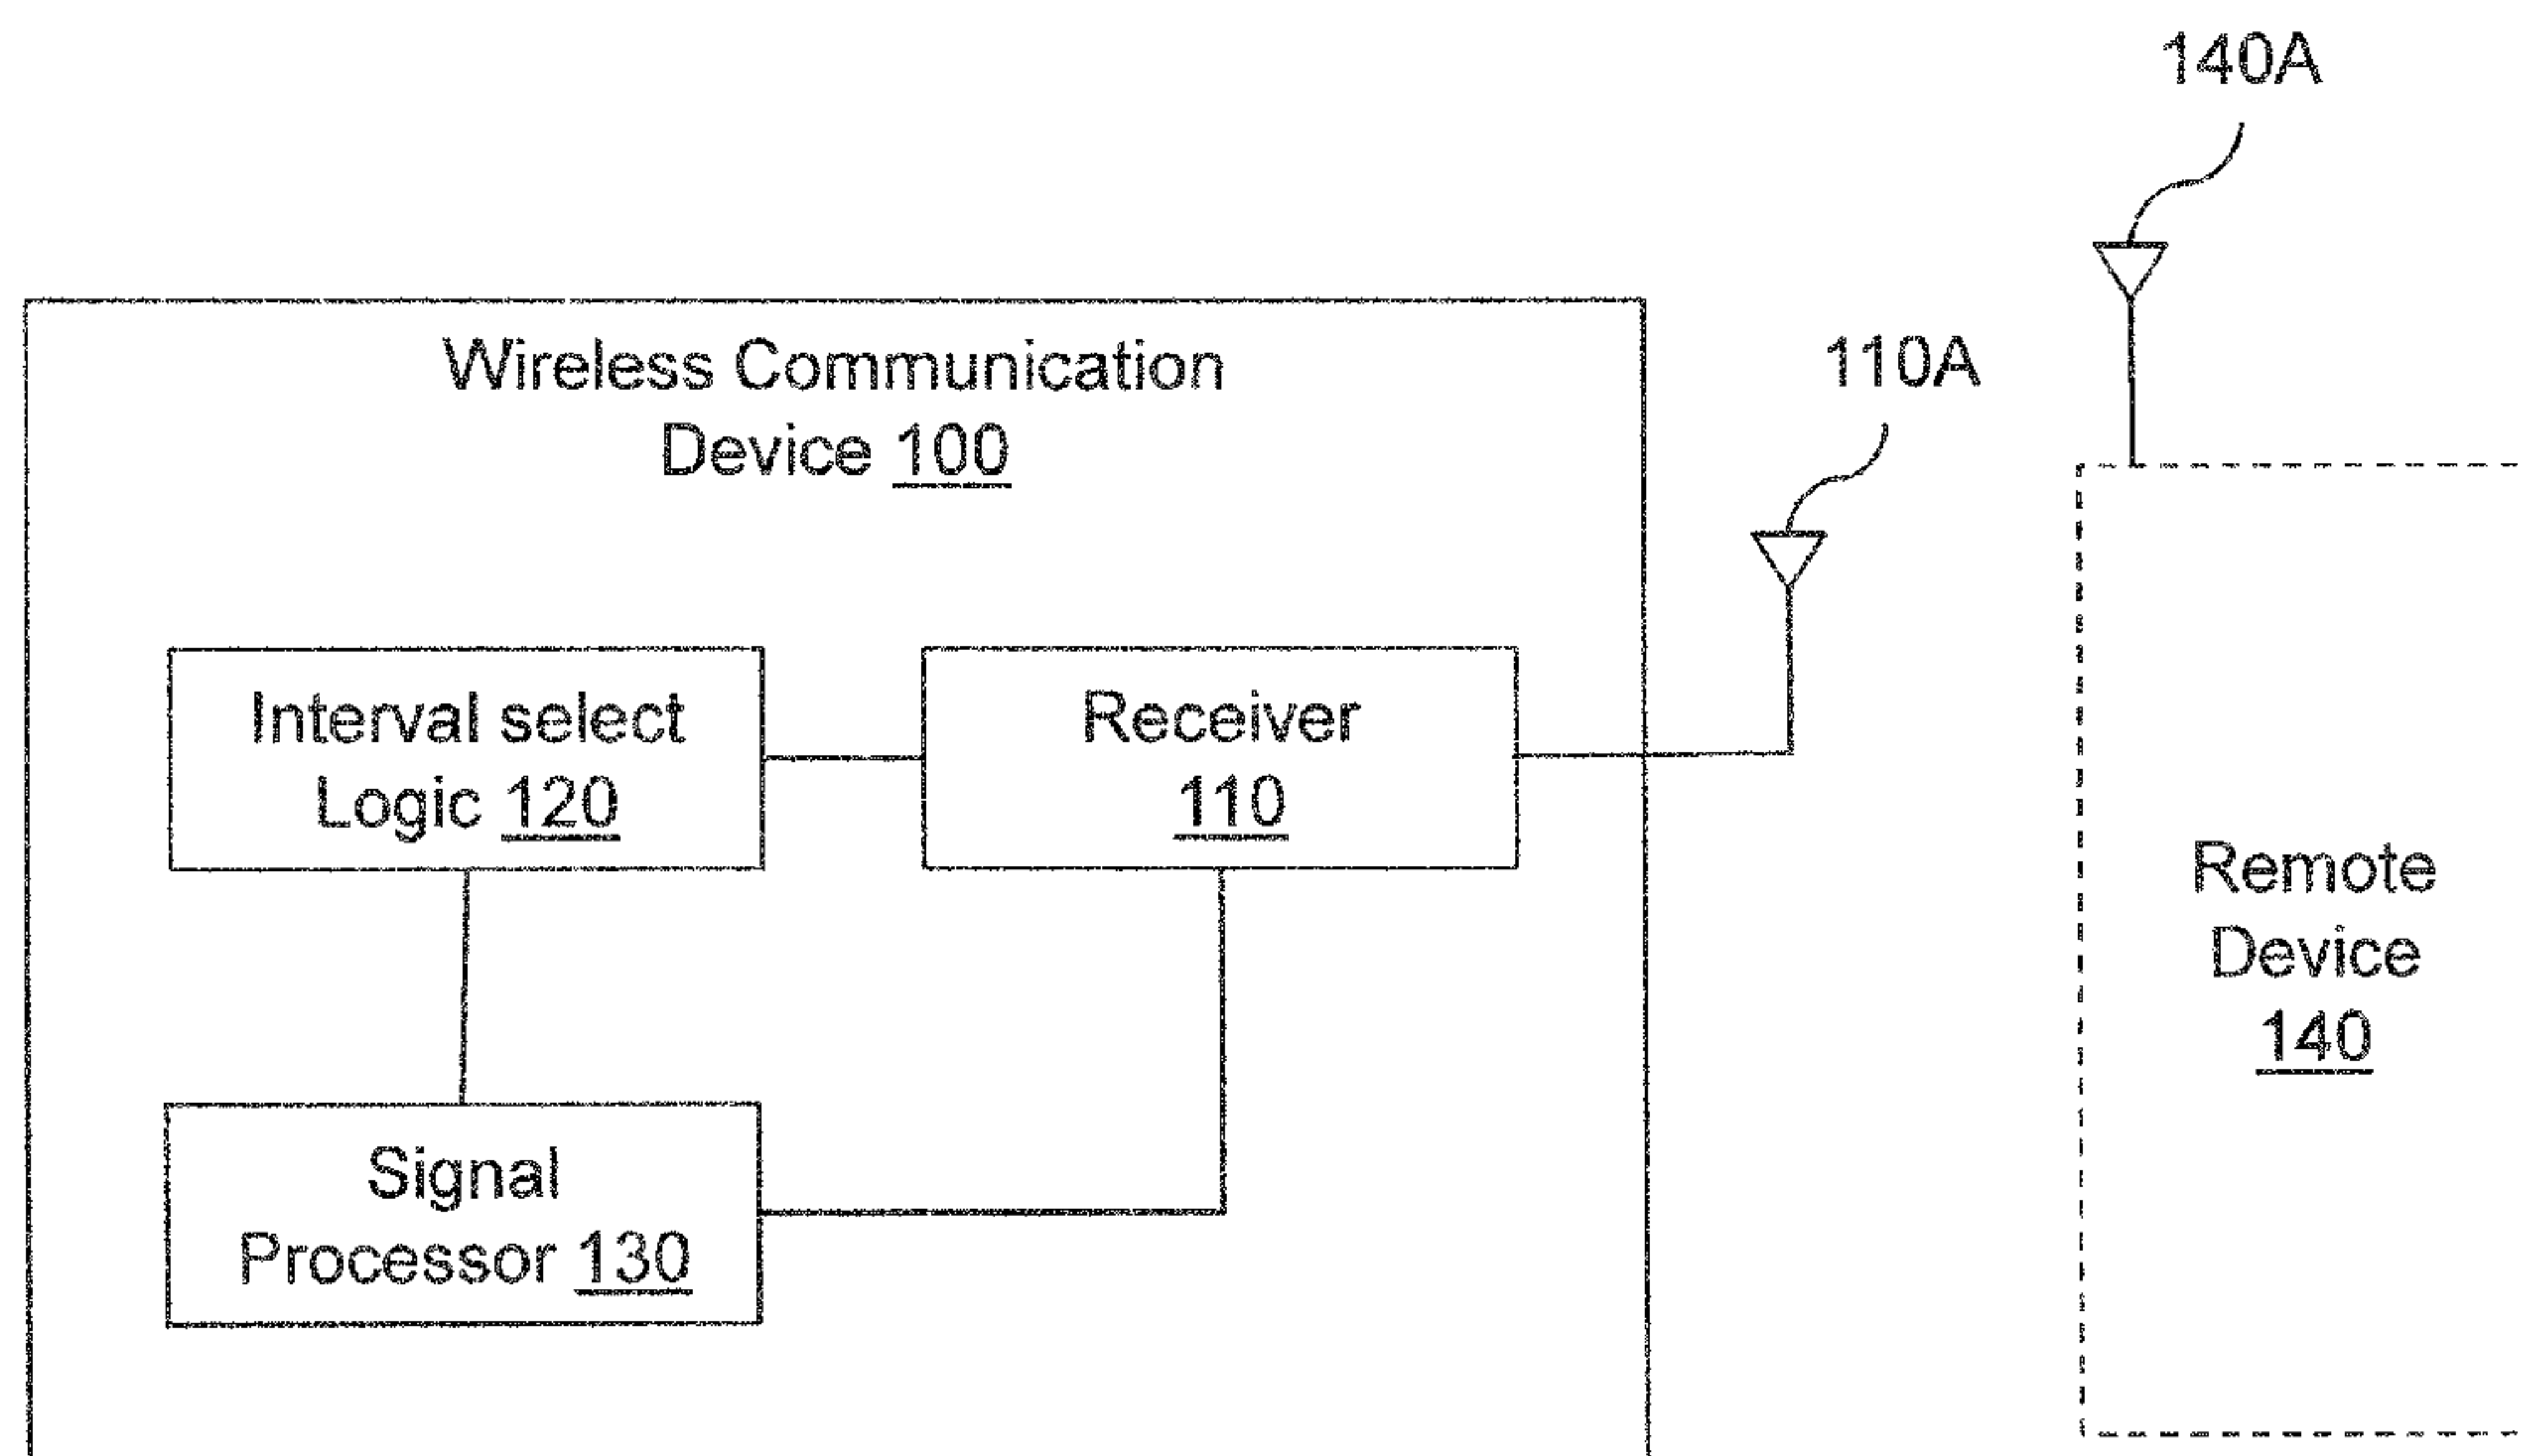 140A
Wireless Communication
Device 100
110A
Interval select
Logic 120
Receiver
110
Remote
Device
140
Signal
Processor 130